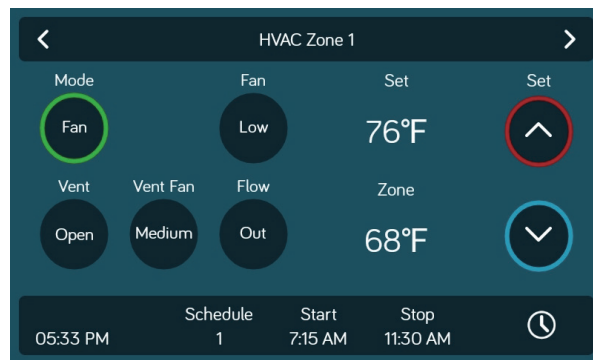 HVAC Zone 1
Mode Fan Set Set
Fan Low 76°F
Vent Vent Fan Flow Zone
Open Medium Out 68°F
Schedule Start Stop
05:33 PM 1 7:15 AM 11:30 AM